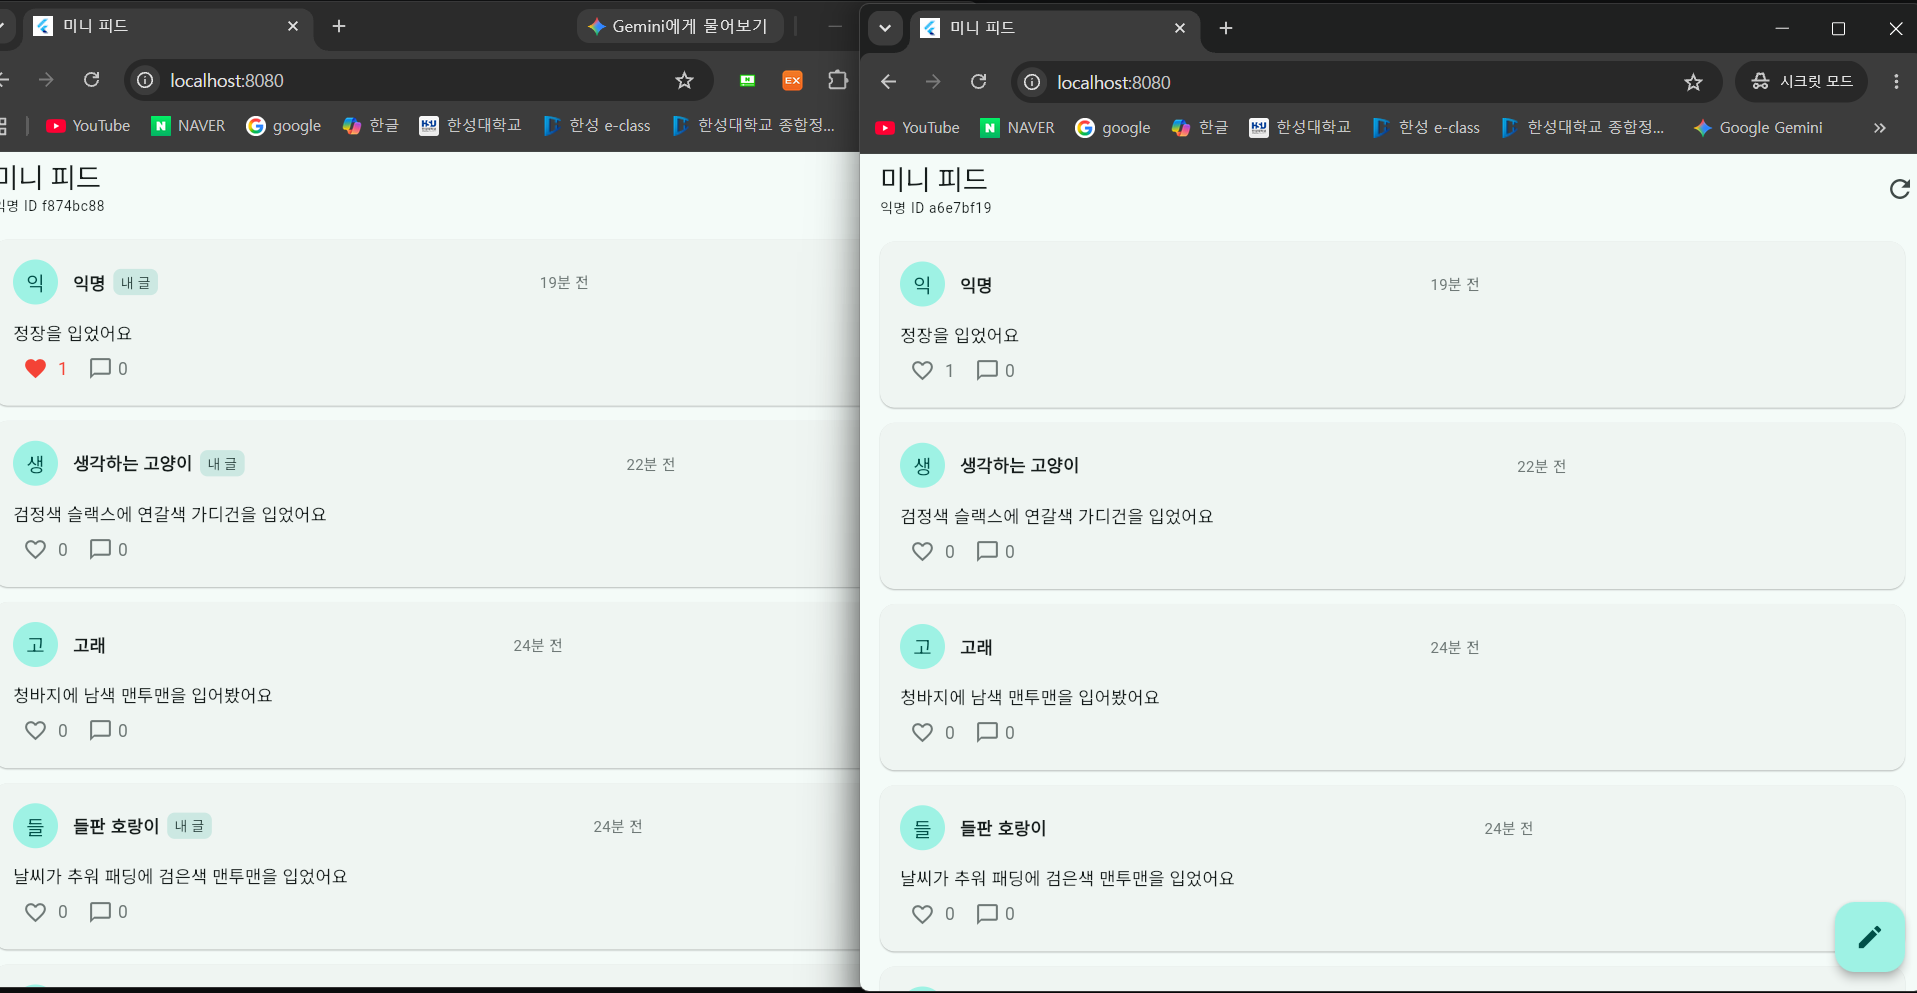 미니 피드
Gemini에게 물어보기
localhost:8080
EX
YouTube
N NAVER
google
한글
HSU 한성대학교
한성 e-class
한성대학교 종합정...
미니 피드
익명 ID f874bc88
익 익명 내 글 19분 전
정장을 입었어요
1 0
생 생각하는 고양이 내 글 22분 전
검정색 슬랙스에 연갈색 가디건을 입었어요
0 0
고 고래 24분 전
청바지에 남색 맨투맨을 입어봤어요
0 0
들 들판 호랑이 내 글 24분 전
날씨가 추워 패딩에 검은색 맨투맨을 입었어요
0 0
미니 피드
localhost:8080
시크릿 모드
YouTube
N NAVER
google
한글
HSU 한성대학교
한성 e-class
한성대학교 종합정...
Google Gemini
미니 피드
익명 ID a6e7bf19
익 익명 19분 전
정장을 입었어요
1 0
생 생각하는 고양이 22분 전
검정색 슬랙스에 연갈색 가디건을 입었어요
0 0
고 고래 24분 전
청바지에 남색 맨투맨을 입어봤어요
0 0
들 들판 호랑이 24분 전
날씨가 추워 패딩에 검은색 맨투맨을 입었어요
0 0